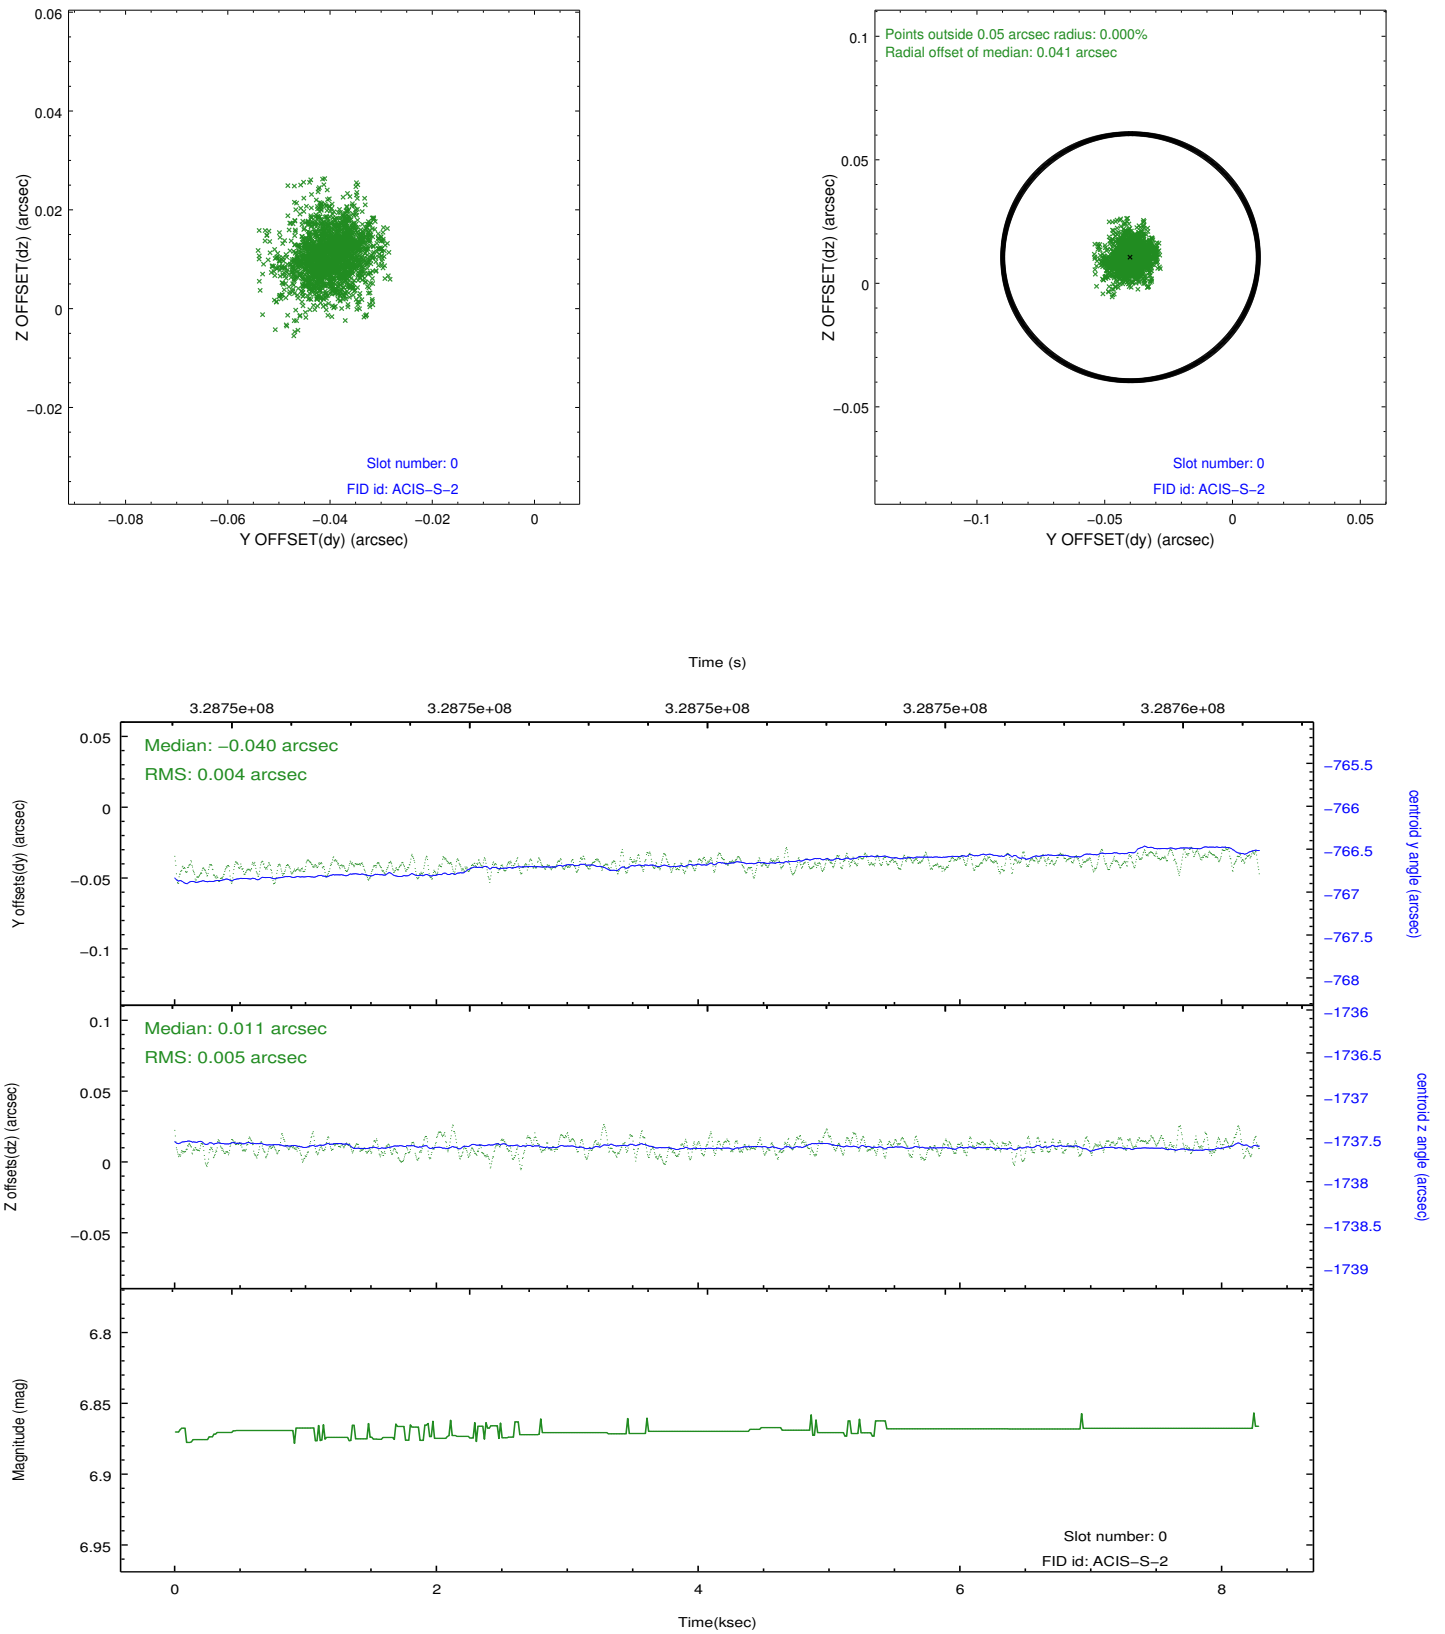 0.06
0.04
0.02
0
−0.02
Z OFFSET(dz) (arcsec)
Slot number: 0
FID id: ACIS−S−2
−0.08
−0.06
−0.04
−0.02
0
Y OFFSET(dy) (arcsec)
Points outside 0.05 arcsec radius: 0.000%
Radial offset of median: 0.041 arcsec
0.1
0.05
0
−0.05
Z OFFSET(dz) (arcsec)
Slot number: 0
FID id: ACIS−S−2
−0.1
−0.05
0
0.05
Y OFFSET(dy) (arcsec)
Time (s)
3.2875e+08
3.2875e+08
3.2875e+08
3.2875e+08
3.2876e+08
Median: −0.040 arcsec
RMS: 0.004 arcsec
0.05
0
−0.05
−0.1
Y offsets(dy) (arcsec)
−765.5
−766
−766.5
−767
−767.5
−768
centroid y angle (arcsec)
Median: 0.011 arcsec
RMS: 0.005 arcsec
0.1
0.05
0
−0.05
Z offsets(dz) (arcsec)
−1736
−1736.5
−1737
−1737.5
−1738
−1738.5
−1739
centroid z angle (arcsec)
6.8
6.85
6.9
6.95
Magnitude (mag)
Slot number: 0
FID id: ACIS−S−2
0
2
4
6
8
Time(ksec)